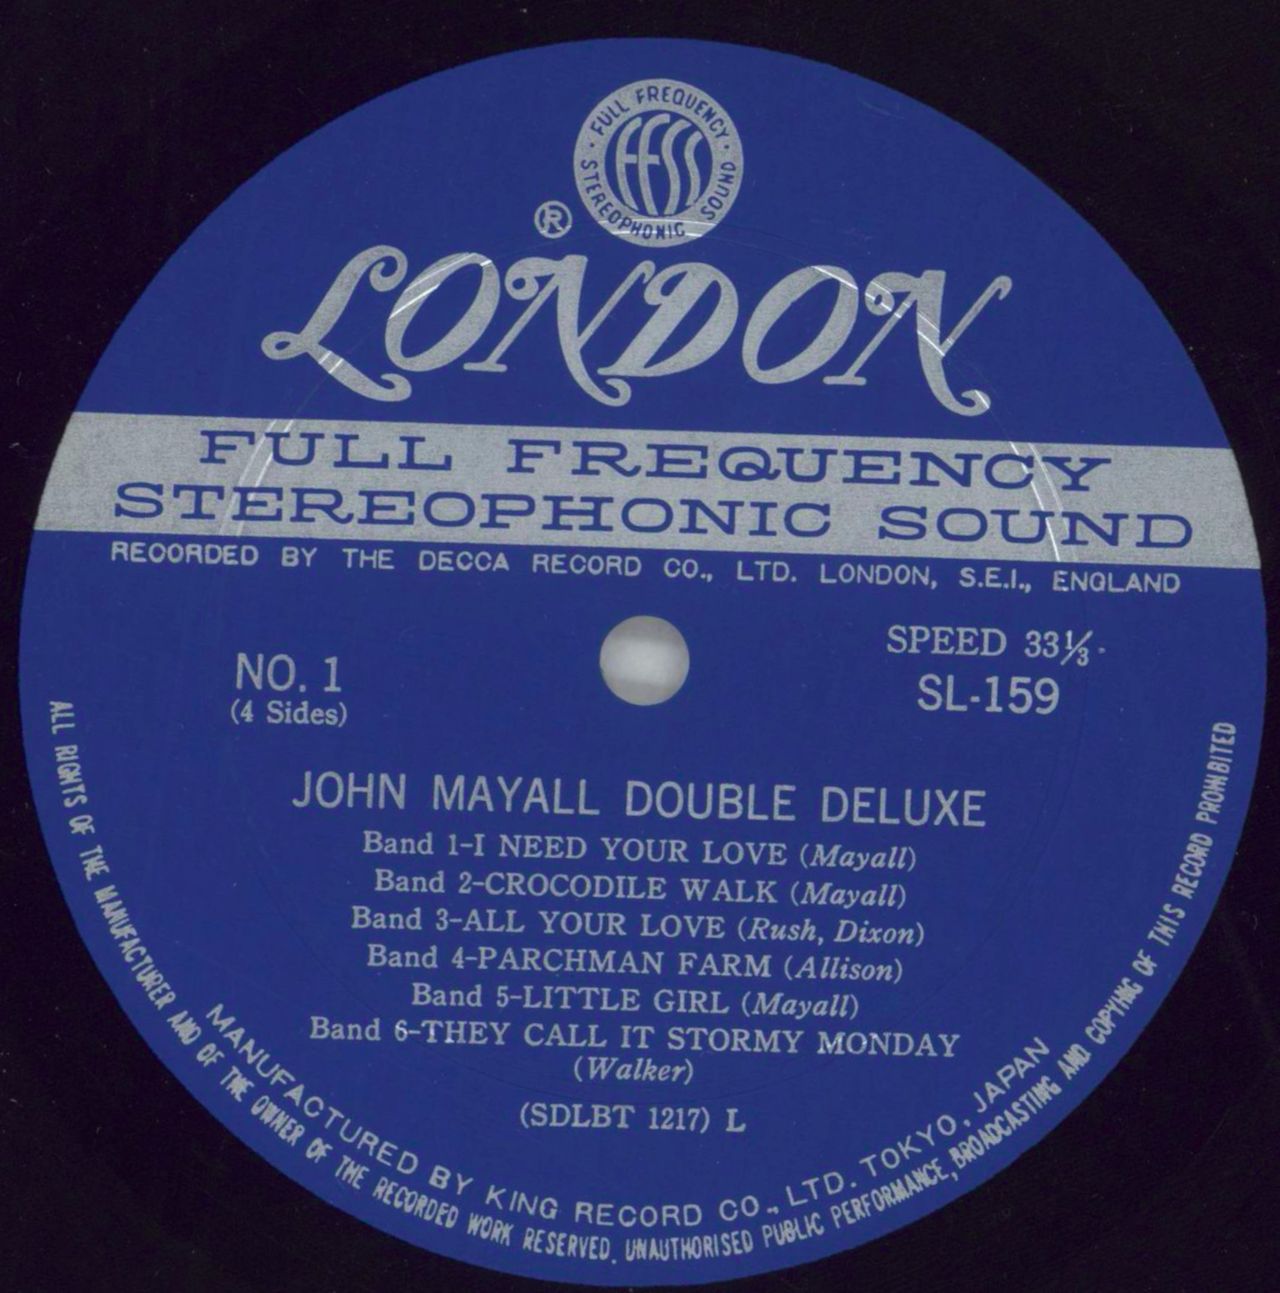 FULL FREQUENCY
FFSS
STEREOPHONIC SOUND
®
LONDON
FULL FREQUENCY
STEREOPHONIC SOUND
RECORDED BY THE DECCA RECORD CO., LTD. LONDON, S.E.I., ENGLAND
NO. 1
(4 Sides)
SPEED 33⅓
SL-159
JOHN MAYALL DOUBLE DELUXE
Band 1-I NEED YOUR LOVE (Mayall)
Band 2-CROCODILE WALK (Mayall)
Band 3-ALL YOUR LOVE (Rush, Dixon)
Band 4-PARCHMAN FARM (Allison)
Band 5-LITTLE GIRL (Mayall)
Band 6-THEY CALL IT STORMY MONDAY
(Walker)
(SDLBT 1217) L
MANUFACTURED BY KING RECORD CO., LTD. TOKYO, JAPAN
ALL RIGHTS OF THE MANUFACTURER AND OF THE OWNER OF THE RECORDED WORK RESERVED. UNAUTHORISED PUBLIC PERFORMANCE, BROADCASTING AND COPYING OF THIS RECORD PROHIBITED